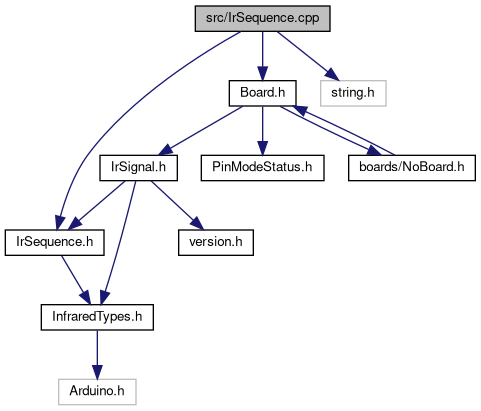 src/IrSequence.cpp
Board.h
string.h
IrSignal.h
PinModeStatus.h
boards/NoBoard.h
IrSequence.h
version.h
InfraredTypes.h
Arduino.h